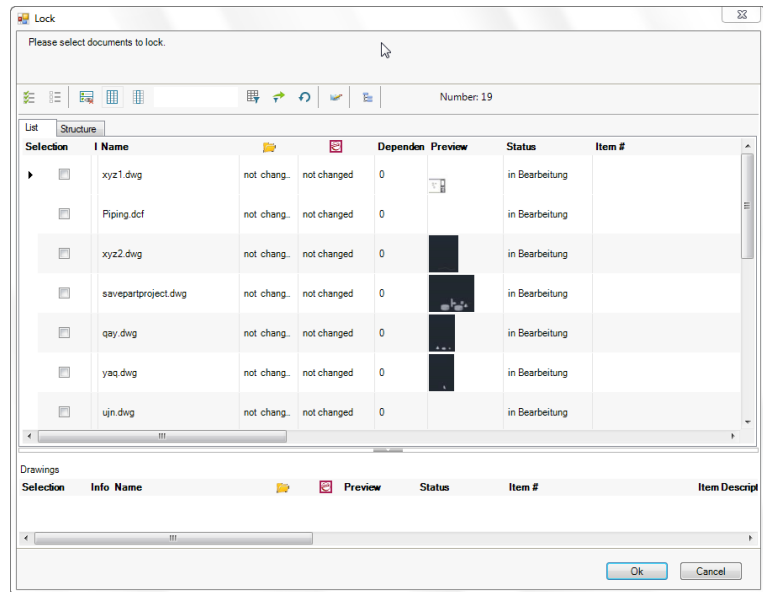 Lock
Please select documents to lock.
Number: 19
List Structure
Selection I Name Dependen Preview Status Item #
xyz1.dwg not chang.. not changed 0 in Bearbeitung
Piping.dcf not chang.. not changed 0 in Bearbeitung
xyz2.dwg not chang.. not changed 0 in Bearbeitung
savepartproject.dwg not chang.. not changed 0 in Bearbeitung
qay.dwg not chang.. not changed 0 in Bearbeitung
yaq.dwg not chang.. not changed 0 in Bearbeitung
ujn.dwg not chang.. not changed 0 in Bearbeitung
Drawings
Selection Info Name Preview Status Item # Item Descript
Ok Cancel